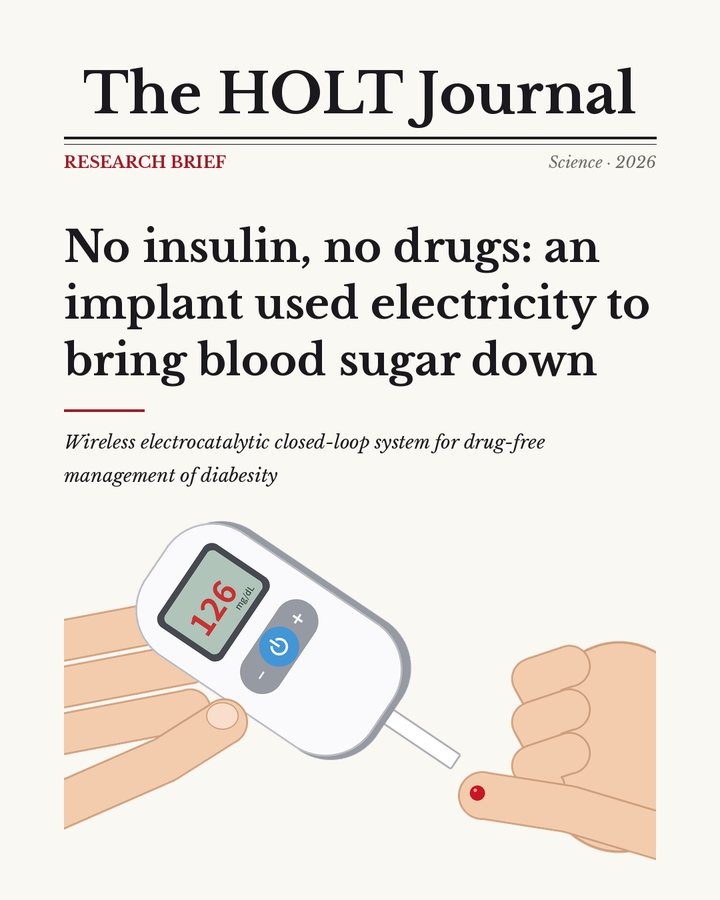 The HOLT Journal
RESEARCH BRIEF
Science · 2026
No insulin, no drugs: an
implant used electricity to
bring blood sugar down
Wireless electrocatalytic closed-loop system for drug-free
management of diabesity
126
mg/dL
+
−